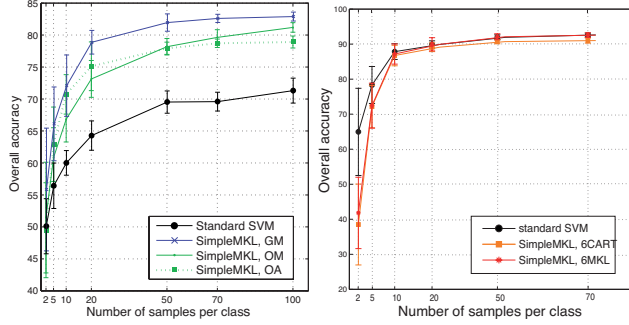 85
80
75
70
65
60
55
50
45
40
Overall accuracy
2 5 10 20 50 70 100
Number of samples per class
Standard SVM
SimpleMKL, GM
SimpleMKL, OM
SimpleMKL, OA
100
90
80
70
60
50
40
30
20
Overall accuracy
2 5 10 20 50 70
Number of samples per class
standard SVM
SimpleMKL, 6CART
SimpleMKL, 6MKL